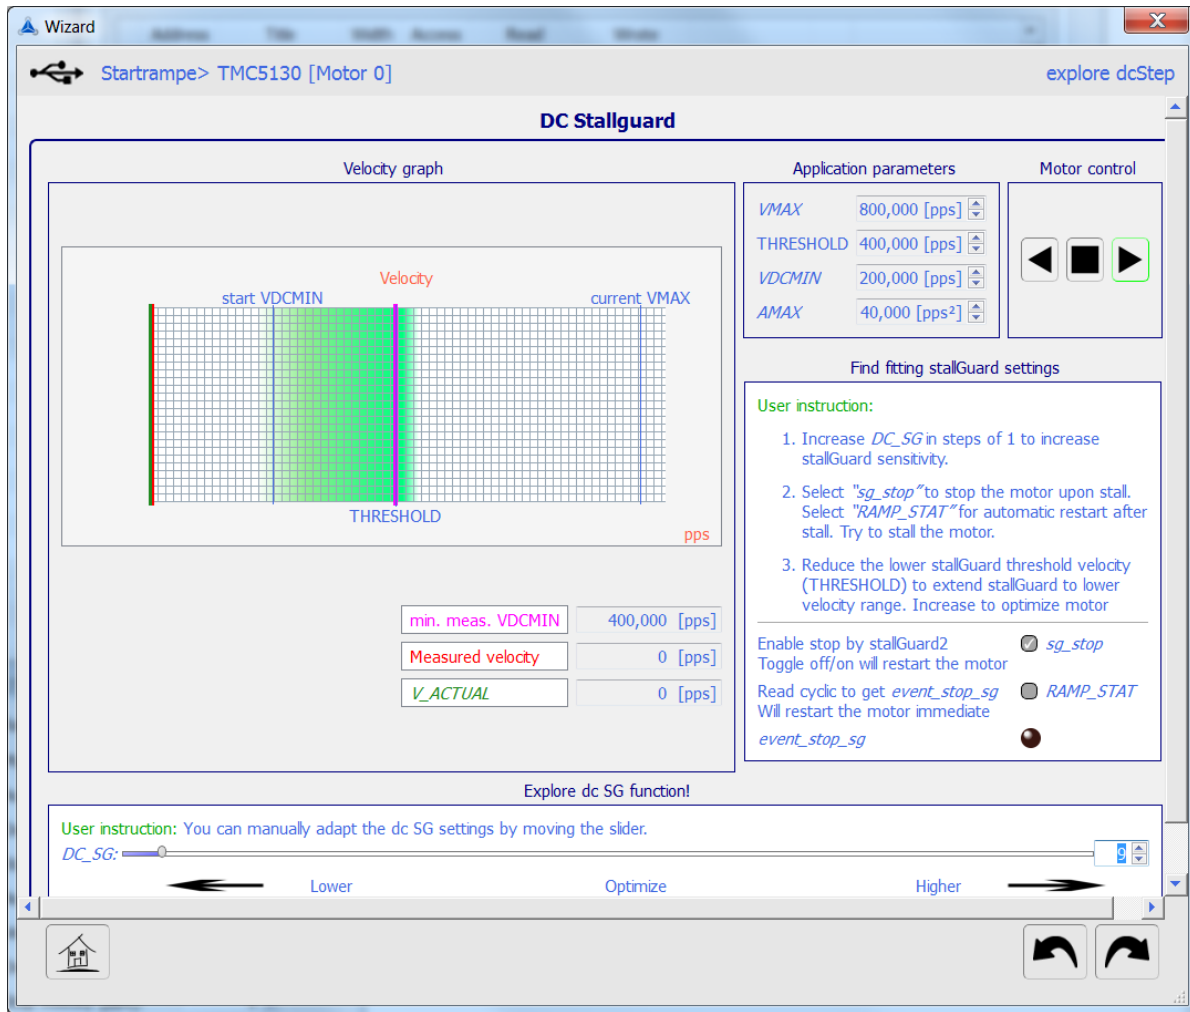 Wizard
Address Title Width Access Read Write
Startrampe> TMC5130 [Motor 0]
explore dcStep
DC Stallguard
Velocity graph
Velocity
start VDCMIN
current VMAX
THRESHOLD
pps
min. meas. VDCMIN 400,000 [pps]
Measured velocity 0 [pps]
V_ACTUAL 0 [pps]
Application parameters
VMAX 800,000 [pps]
THRESHOLD 400,000 [pps]
VDCMIN 200,000 [pps]
AMAX 40,000 [pps²]
Motor control
Find fitting stallGuard settings
User instruction:
1. Increase DC_SG in steps of 1 to increase
stallGuard sensitivity.
2. Select "sg_stop" to stop the motor upon stall.
Select "RAMP_STAT" for automatic restart after
stall. Try to stall the motor.
3. Reduce the lower stallGuard threshold velocity
(THRESHOLD) to extend stallGuard to lower
velocity range. Increase to optimize motor
Enable stop by stallGuard2
Toggle off/on will restart the motor
sg_stop
Read cyclic to get event_stop_sg
Will restart the motor immediate
RAMP_STAT
event_stop_sg
Explore dc SG function!
User instruction: You can manually adapt the dc SG settings by moving the slider.
DC_SG: 9
Lower Optimize Higher